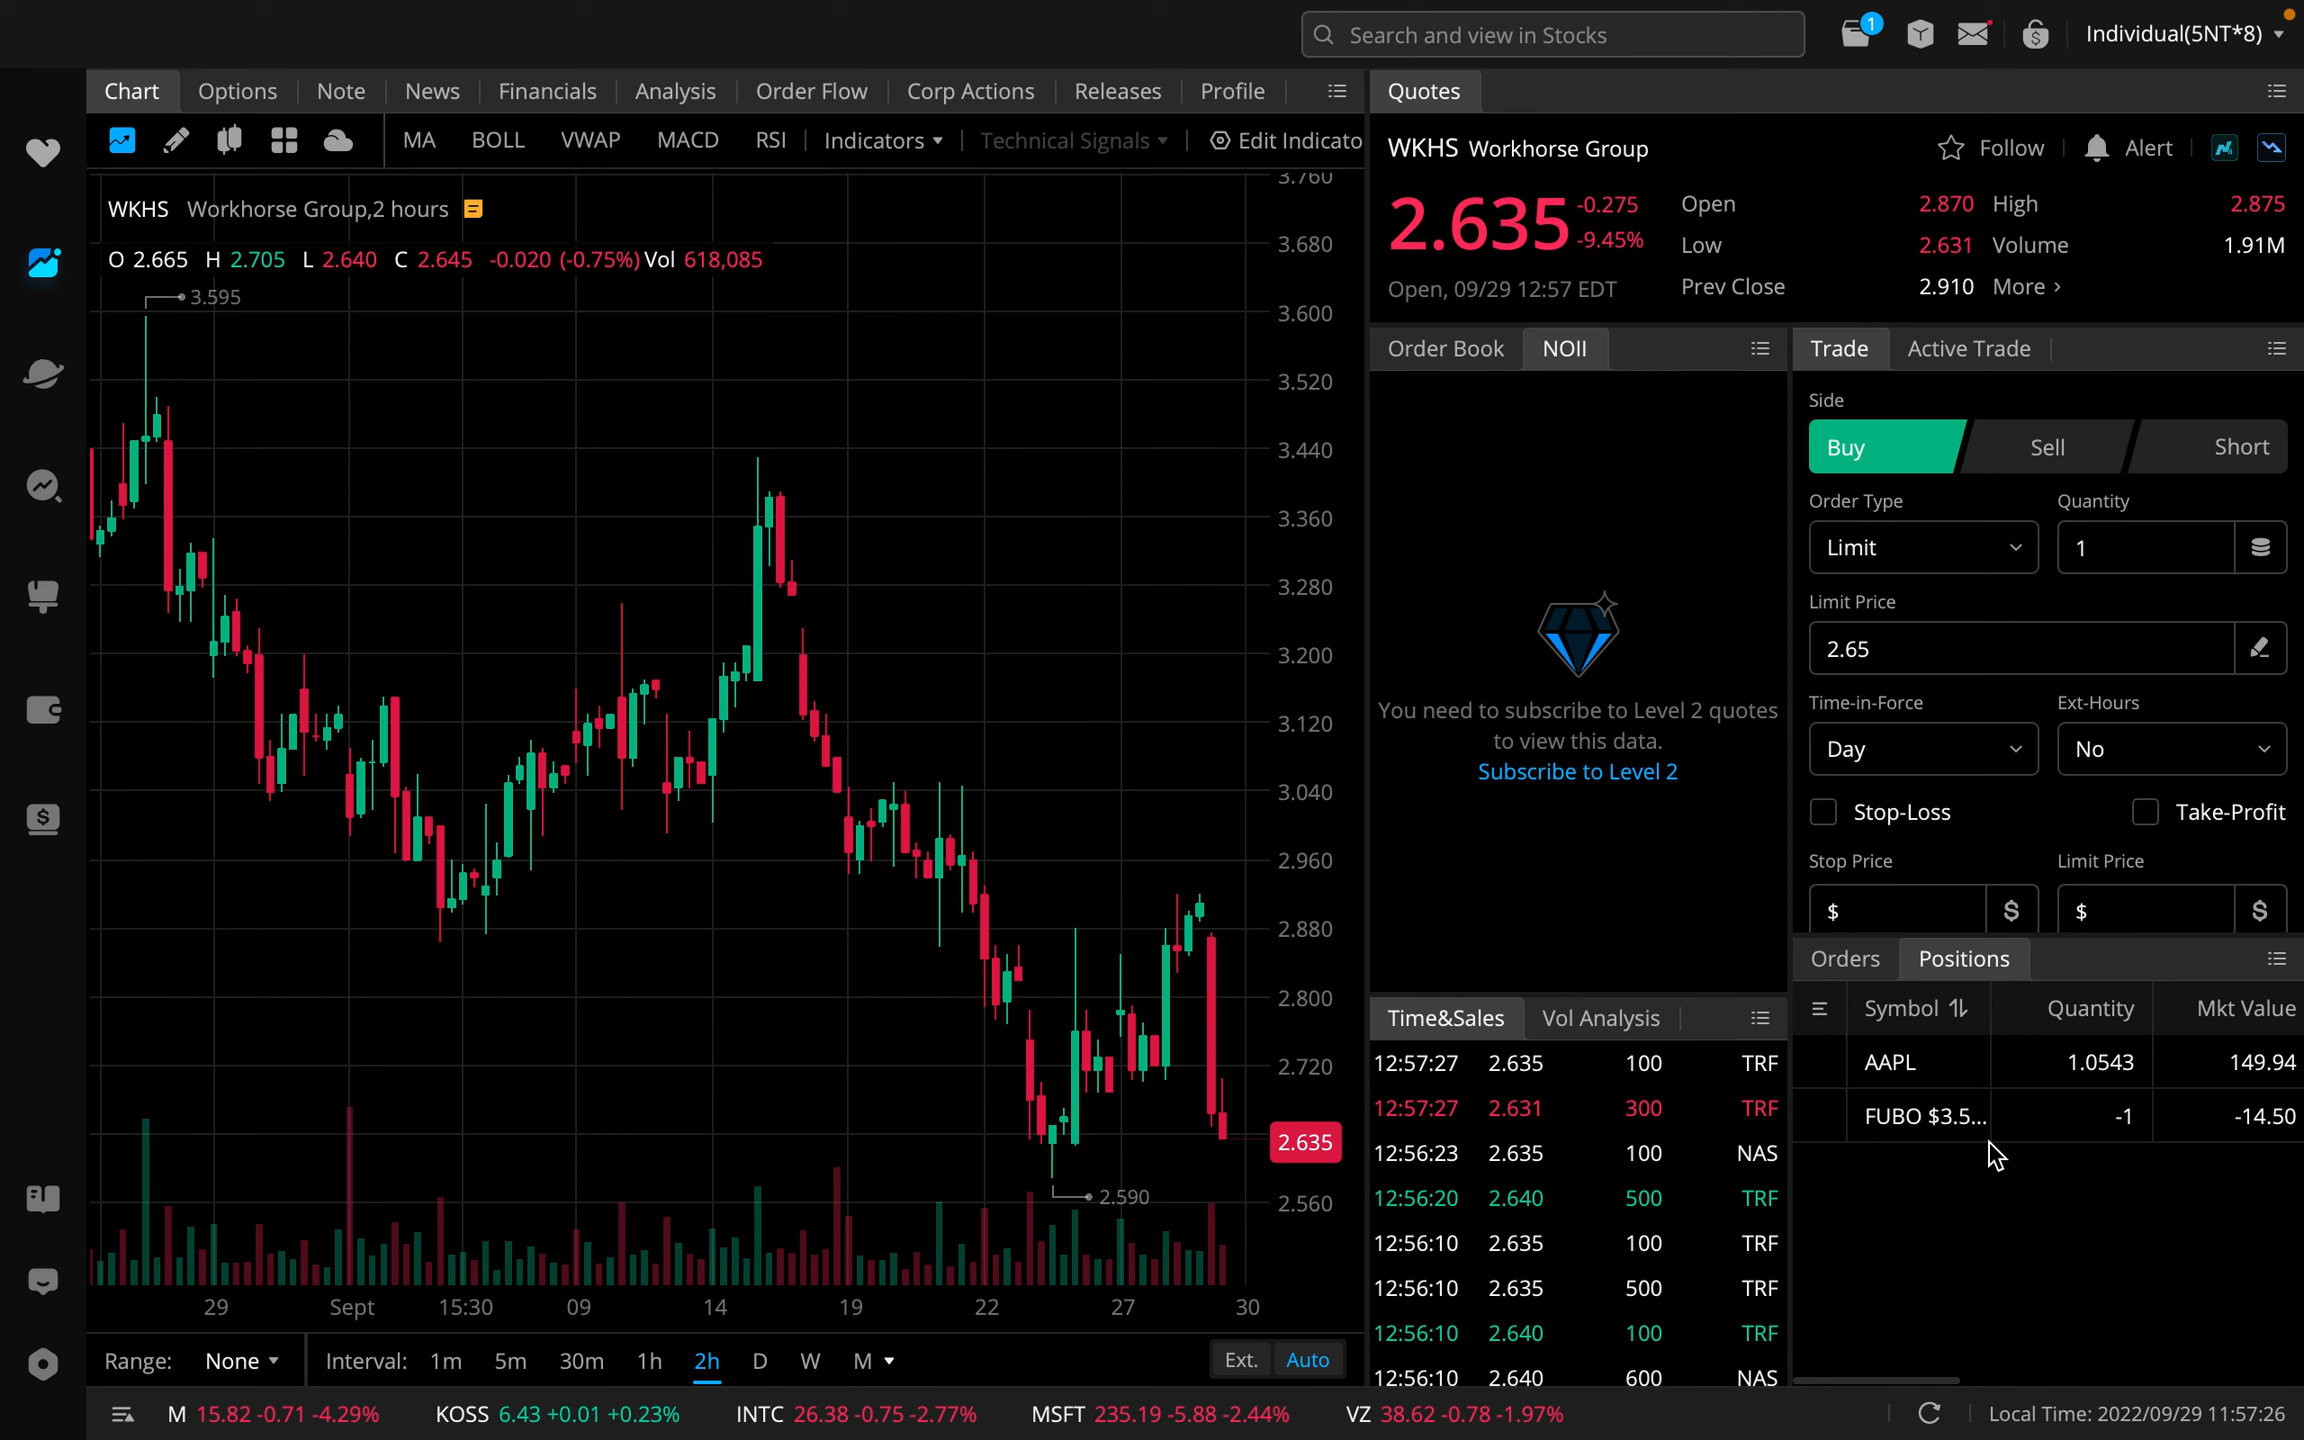 Search and view in Stocks
1
Individual(5NT*8)
Chart Options Note News Financials Analysis Order Flow Corp Actions Releases Profile
Quotes
MA BOLL VWAP MACD RSI Indicators Technical Signals Edit Indicato
WKHS Workhorse Group
Follow Alert
2.635 -0.275 -9.45%
Open 2.870 High 2.875
Low 2.631 Volume 1.91M
Open, 09/29 12:57 EDT
Prev Close 2.910 More
WKHS Workhorse Group,2 hours
O 2.665 H 2.705 L 2.640 C 2.645 -0.020 (-0.75%) Vol 618,085
3.595
3.760
3.680
3.600
3.520
3.440
3.360
3.280
3.200
3.120
3.040
2.960
2.880
2.800
2.720
2.635
2.560
2.590
29 Sept 15:30 09 14 19 22 27 30
Range: None Interval: 1m 5m 30m 1h 2h D W M
Ext. Auto
Order Book NOII
You need to subscribe to Level 2 quotes
to view this data.
Subscribe to Level 2
Time&Sales Vol Analysis
12:57:27 2.635 100 TRF
12:57:27 2.631 300 TRF
12:56:23 2.635 100 NAS
12:56:20 2.640 500 TRF
12:56:10 2.635 100 TRF
12:56:10 2.635 500 TRF
12:56:10 2.640 100 TRF
12:56:10 2.640 600 NAS
Trade Active Trade
Side
Buy Sell Short
Order Type Quantity
Limit 1
Limit Price
2.65
Time-in-Force Ext-Hours
Day No
Stop-Loss Take-Profit
Stop Price Limit Price
$ $ $ $
Orders Positions
Symbol Quantity Mkt Value
AAPL 1.0543 149.94
FUBO $3.5... -1 -14.50
M 15.82 -0.71 -4.29% KOSS 6.43 +0.01 +0.23% INTC 26.38 -0.75 -2.77% MSFT 235.19 -5.88 -2.44% VZ 38.62 -0.78 -1.97%
Local Time: 2022/09/29 11:57:26